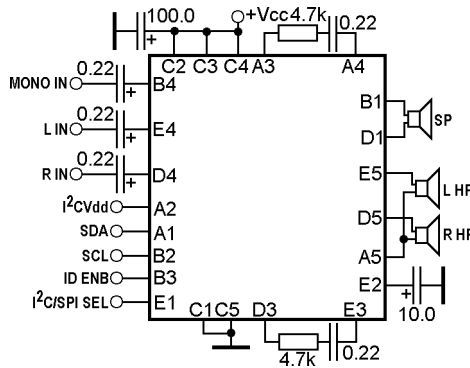 100.0 +Vcc 4.7k 0.22
C2 C3 C4 A3 A4
0.22
MONO IN B4 B1
SP
0.22
L IN E4 D1
0.22
R IN D4 E5
L HP
I²CVdd A2
SDA A1 D5
R HP
SCL B2 A5
ID ENB B3 E2
I²C/SPI SEL E1
C1 C5 D3 E3 10.0
4.7k 0.22